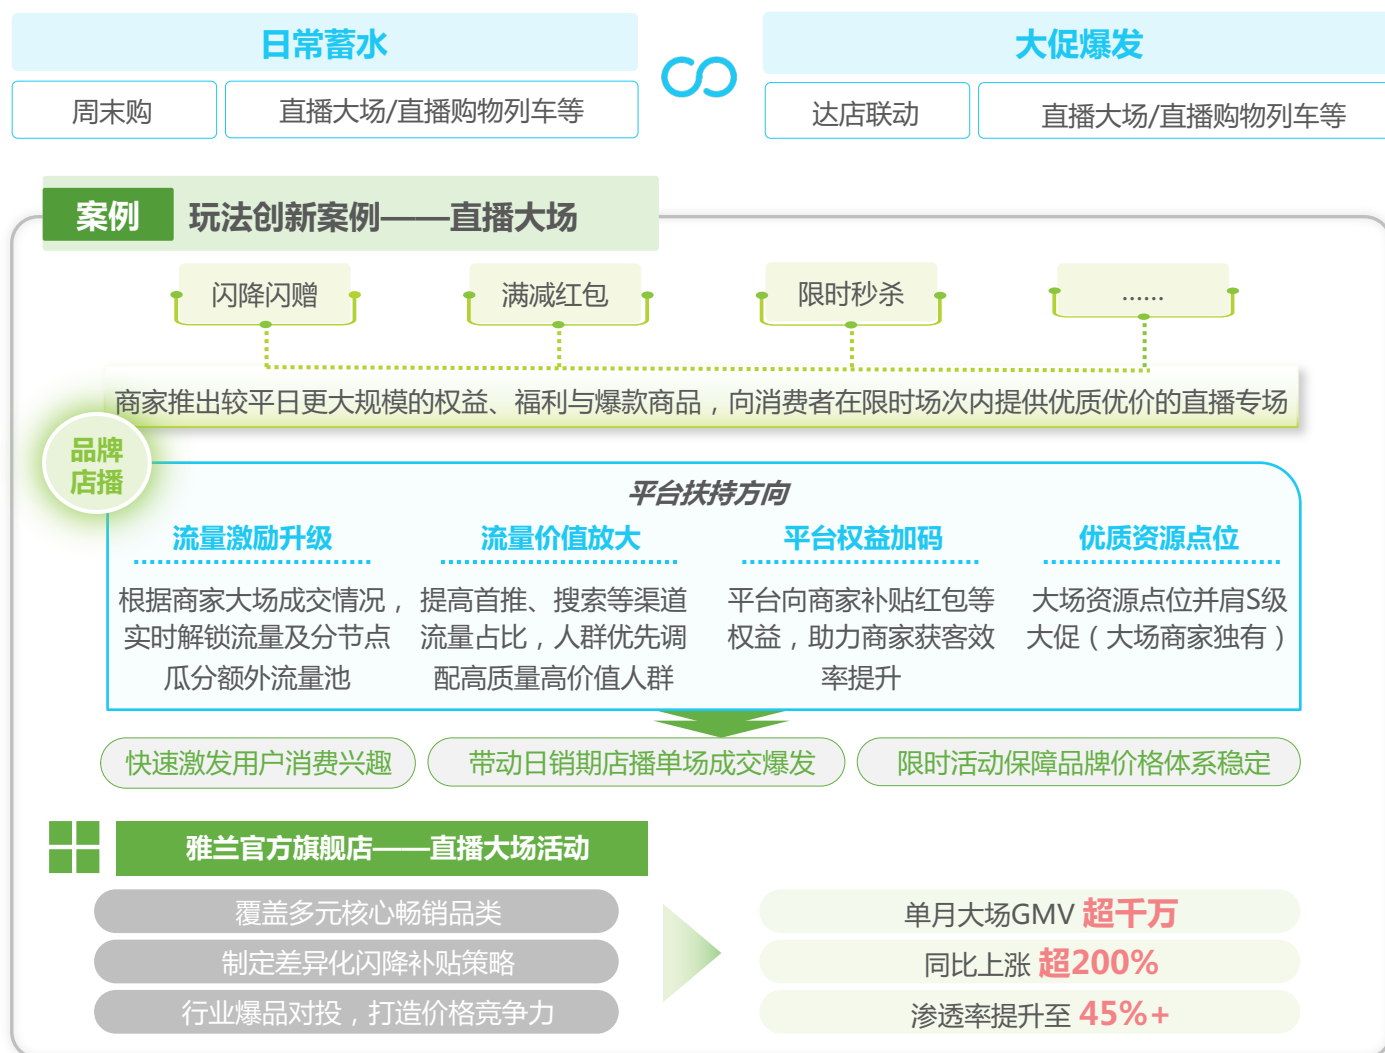 日常蓄水
大促爆发
周末购
直播大场/直播购物列车等
达店联动
直播大场/直播购物列车等
案例
玩法创新案例——直播大场
闪降闪赠
满减红包
限时秒杀
......
商家推出较平日更大规模的权益、福利与爆款商品，向消费者在限时场次内提供优质优价的直播专场
品牌
店播
平台扶持方向
流量激励升级
根据商家大场成交情况，
实时解锁流量及分节点
瓜分额外流量池
流量价值放大
提高首推、搜索等渠道
流量占比，人群优先调
配高质量高价值人群
平台权益加码
平台向商家补贴红包等
权益，助力商家获客效
率提升
优质资源点位
大场资源点位并肩S级
大促（大场商家独有）
快速激发用户消费兴趣
带动日销期店播单场成交爆发
限时活动保障品牌价格体系稳定
雅兰官方旗舰店——直播大场活动
覆盖多元核心畅销品类
制定差异化闪降补贴策略
行业爆品对投，打造价格竞争力
单月大场GMV 超千万
同比上涨 超200%
渗透率提升至 45%+